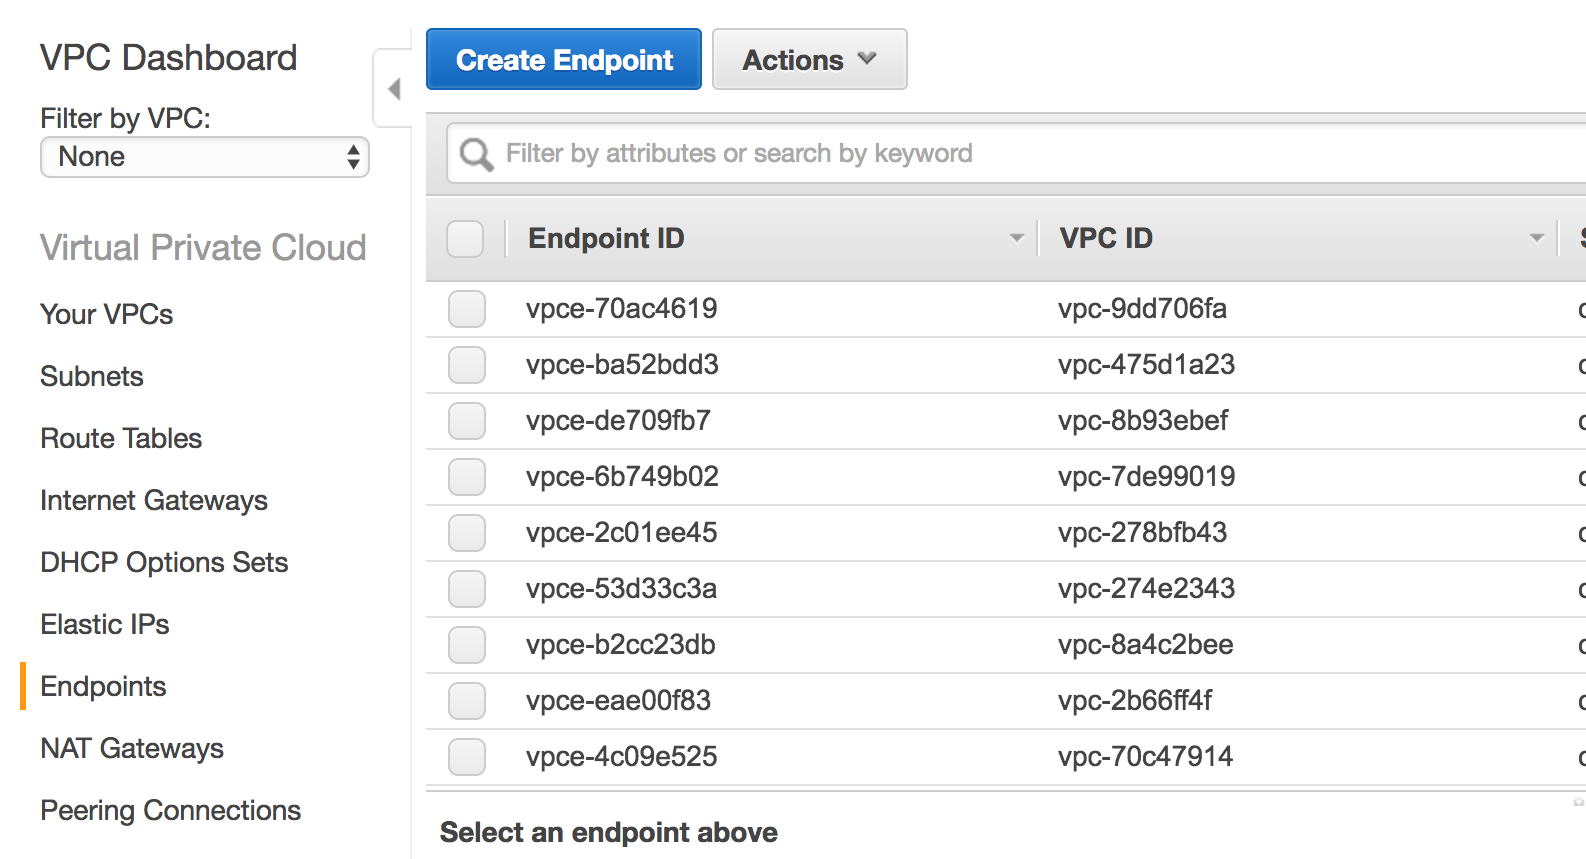 VPC Dashboard
Filter by VPC:
None
Virtual Private Cloud
Your VPCs
Subnets
Route Tables
Internet Gateways
DHCP Options Sets
Elastic IPs
Endpoints
NAT Gateways
Peering Connections
Create Endpoint Actions
Filter by attributes or search by keyword
Endpoint ID VPC ID
vpce-70ac4619 vpc-9dd706fa
vpce-ba52bdd3 vpc-475d1a23
vpce-de709fb7 vpc-8b93ebef
vpce-6b749b02 vpc-7de99019
vpce-2c01ee45 vpc-278bfb43
vpce-53d33c3a vpc-274e2343
vpce-b2cc23db vpc-8a4c2bee
vpce-eae00f83 vpc-2b66ff4f
vpce-4c09e525 vpc-70c47914
Select an endpoint above